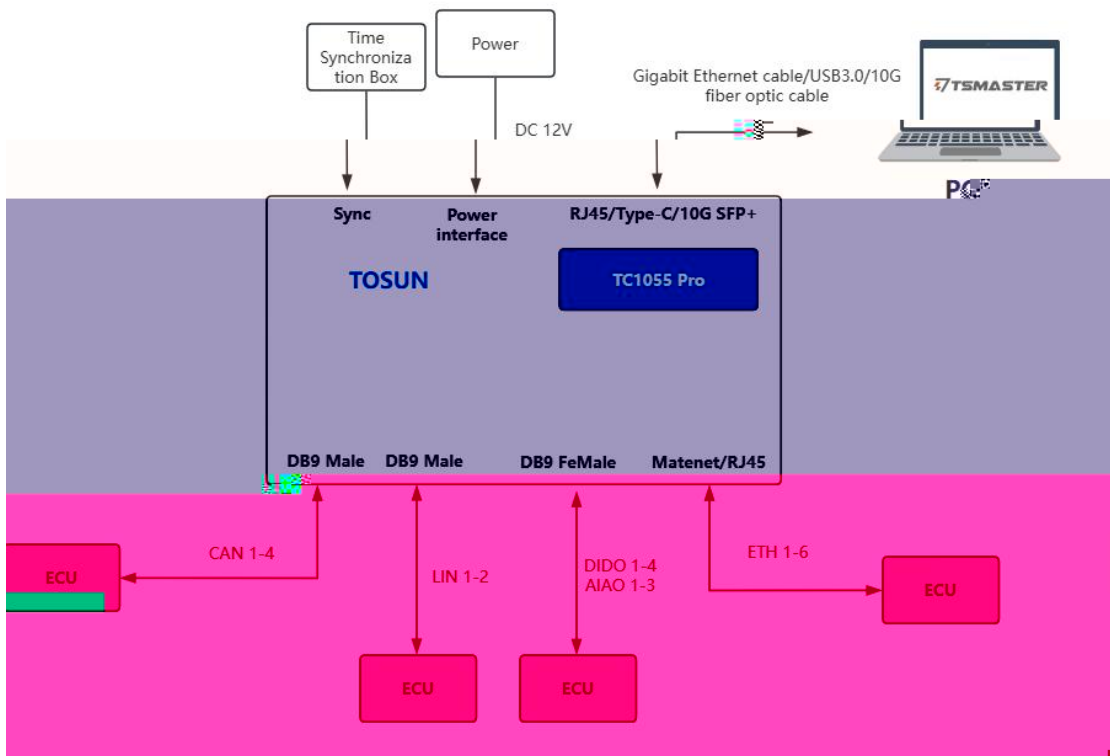 Time
Synchroniza
tion Box
Power
Gigabit Ethernet cable/USB3.0/10G
fiber optic cable
TSMASTER
DC 12V
Sync
Power
interface
RJ45/Type-C/10G SFP+
TOSUN
TC1055 Pro
DB9 Male
DB9 Male
DB9 FeMale
Matenet/RJ45
CAN 1-4
LIN 1-2
DIDO 1-4
AIAO 1-3
ETH 1-6
ECU
ECU
ECU
ECU